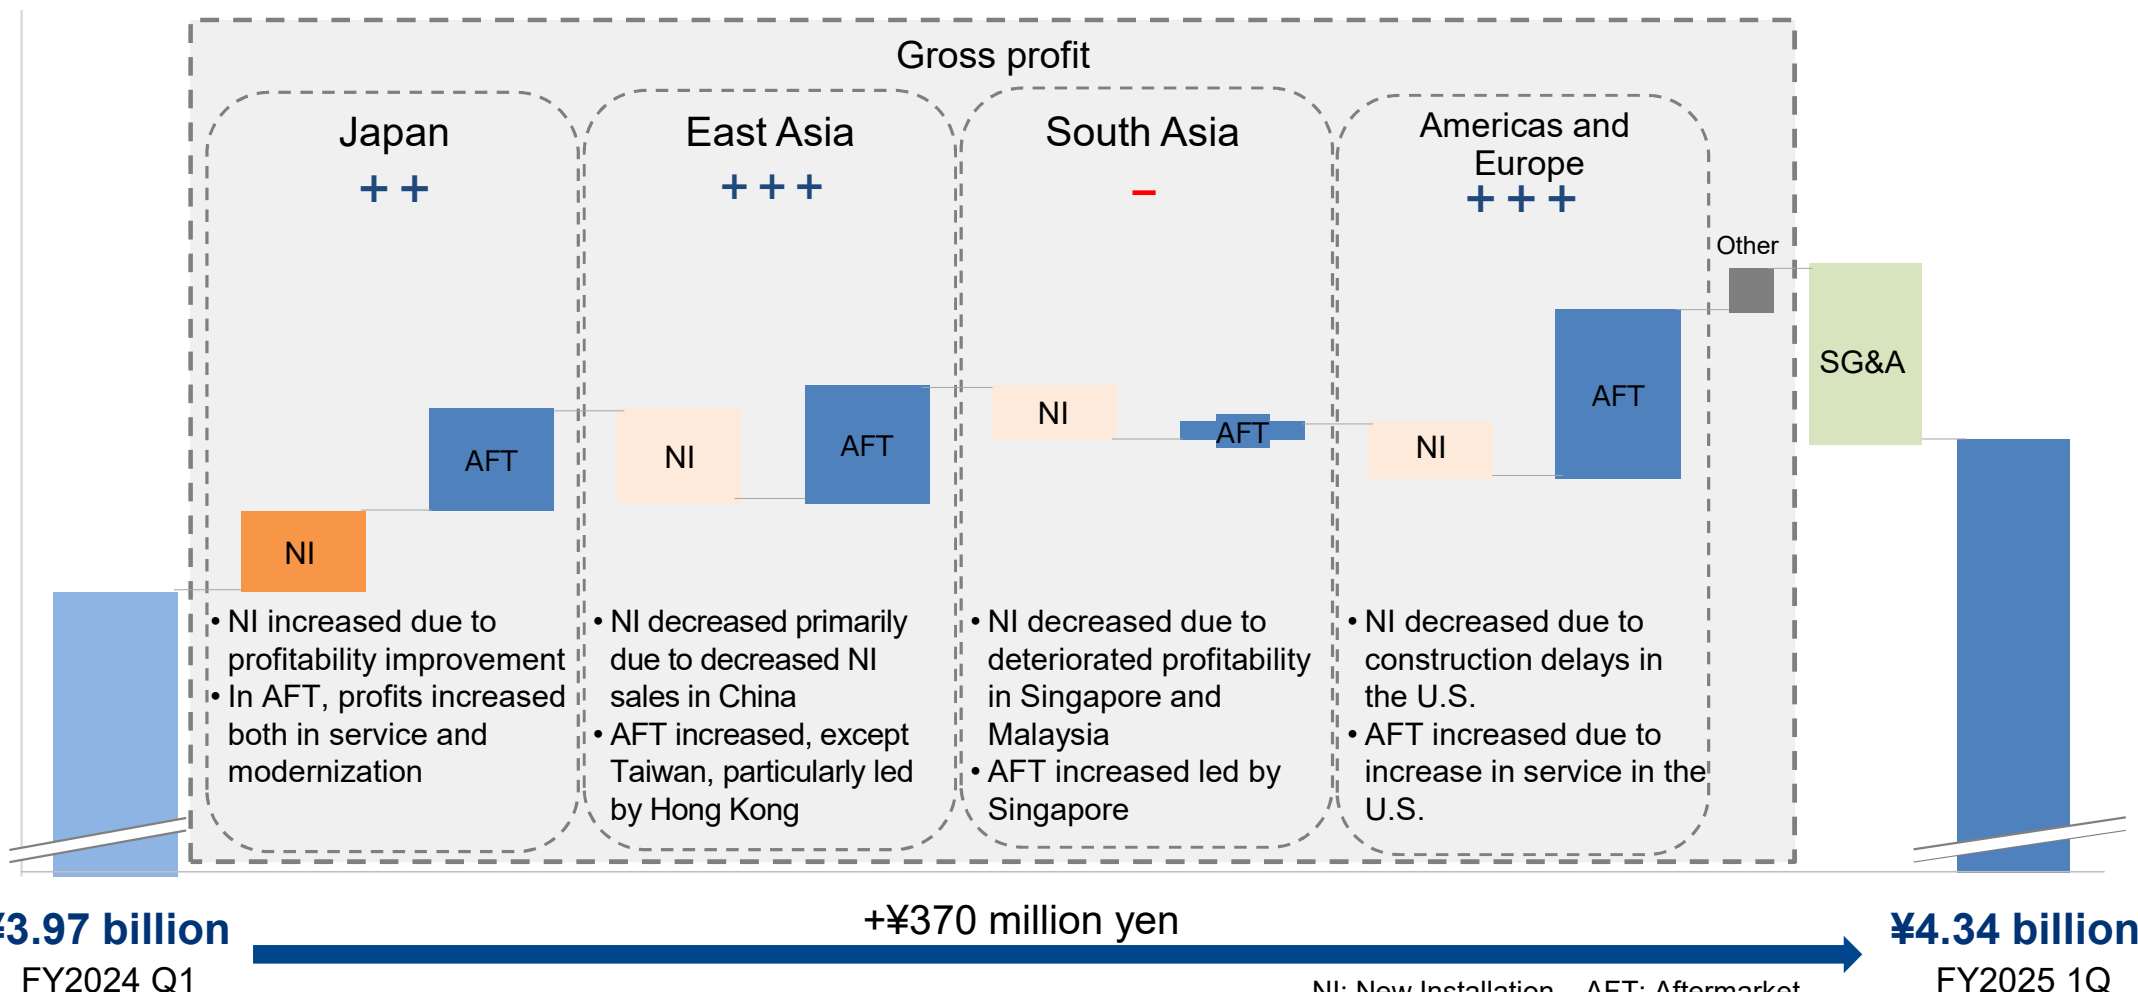 Gross profit
Japan
+ +
East Asia
+ + +
South Asia
–
Americas and
Europe
+ + +
Other
SG&A
NI
AFT
NI
AFT
NI
AFT
NI
AFT
• NI increased due to
profitability improvement
• In AFT, profits increased
both in service and
modernization
• NI decreased primarily
due to decreased NI
sales in China
• AFT increased, except
Taiwan, particularly led
by Hong Kong
• NI decreased due to
deteriorated profitability
in Singapore and
Malaysia
• AFT increased led by
Singapore
• NI decreased due to
construction delays in
the U.S.
• AFT increased due to
increase in service in the
U.S.
¥3.97 billion
FY2024 Q1
+¥370 million yen
¥4.34 billion
FY2025 1Q
NI: New Installation AFT: Aftermarket